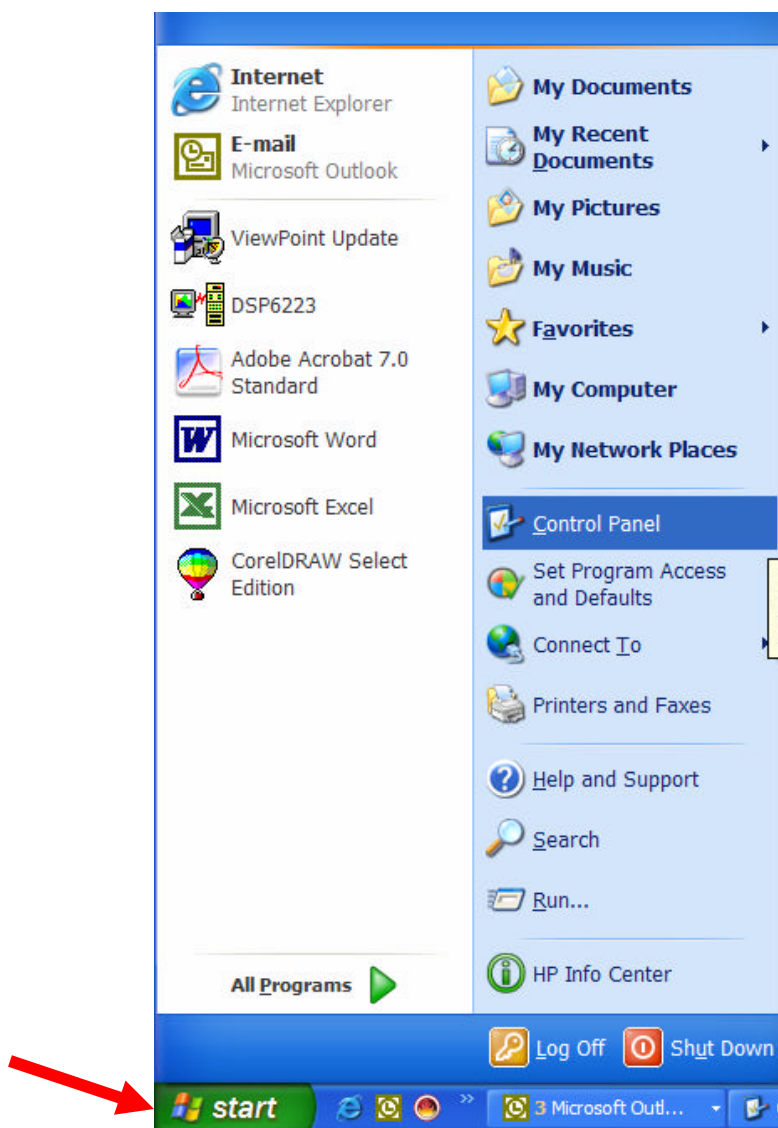 Internet
Internet Explorer
E-mail
Microsoft Outlook
ViewPoint Update
DSP6223
Adobe Acrobat 7.0
Standard
Microsoft Word
Microsoft Excel
CorelDRAW Select
Edition
All Programs
My Documents
My Recent
Documents
My Pictures
My Music
Favorites
My Computer
My Network Places
Control Panel
Set Program Access
and Defaults
Connect To
Printers and Faxes
Help and Support
Search
Run...
HP Info Center
Log Off
Shut Down
start
»
3 Microsoft Outl...